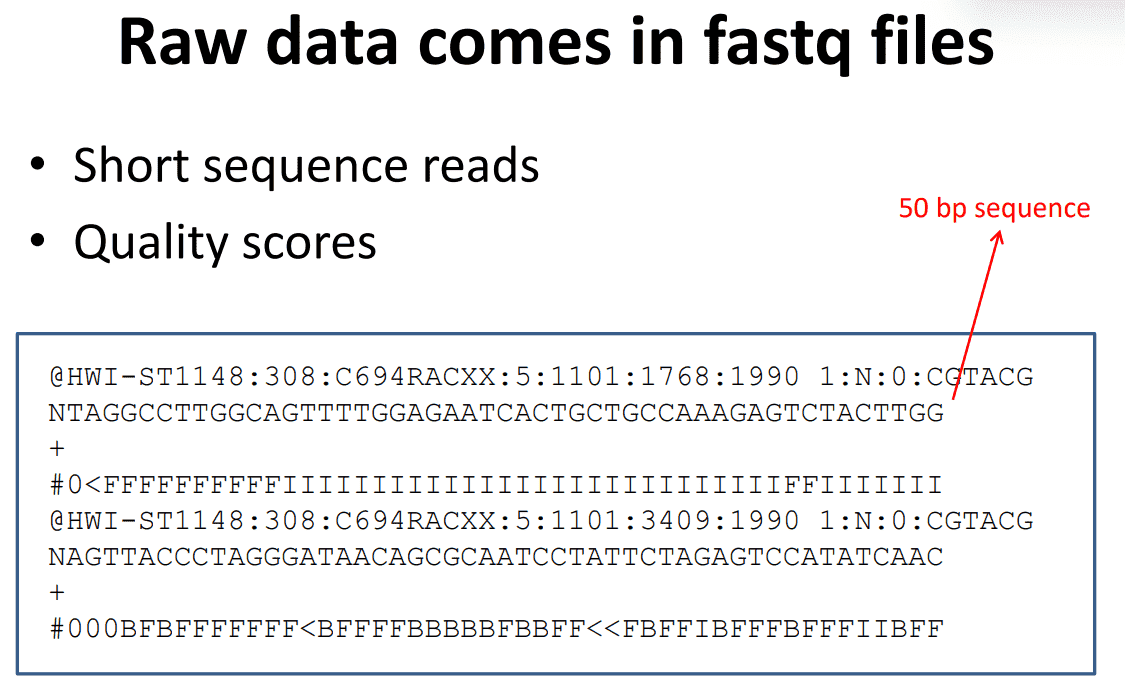 Raw data comes in fastq files
• Short sequence reads
• Quality scores
50 bp sequence
@HWI-ST1148:308:C694RACXX:5:1101:1768:1990 1:N:0:CGTACG
NTAGGCCTTGGCAGTTTTGGAGAATCACTGCTGCCAAAGAGTCTACTTGG
+
#0<FFFFFFFFFFIIIIIIIIIIIIIIIIIIIIIIIIIIIIFFIIIIIII
@HWI-ST1148:308:C694RACXX:5:1101:3409:1990 1:N:0:CGTACG
NAGTTACCCTAGGGATAACAGCGCAATCCTATTCTAGAGTCCATATCAAC
+
#000BFBFFFFFFF<BFFFFBBBBBFBBFF<<FBFFIBFFFBFFFIIBFF